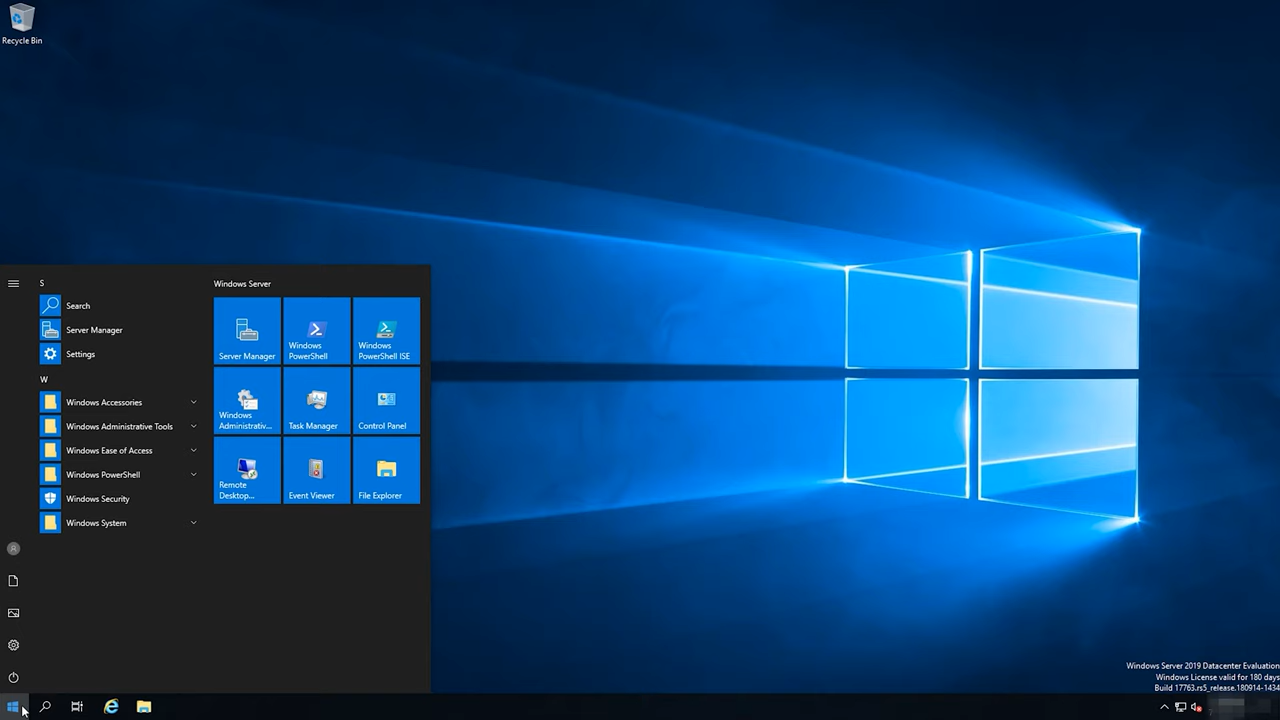 Recycle Bin
S
Search
Server Manager
Settings
W
Windows Accessories
Windows Administrative Tools
Windows Ease of Access
Windows PowerShell
Windows Security
Windows System
Windows Server
Server Manager
Windows
PowerShell
Windows
PowerShell ISE
Windows
Administrativ...
Task Manager
Control Panel
Remote
Desktop...
Event Viewer
File Explorer
Windows Server 2019 Datacenter Evaluation
Windows License valid for 180 days
Build 17763.rs5_release.180914-1434